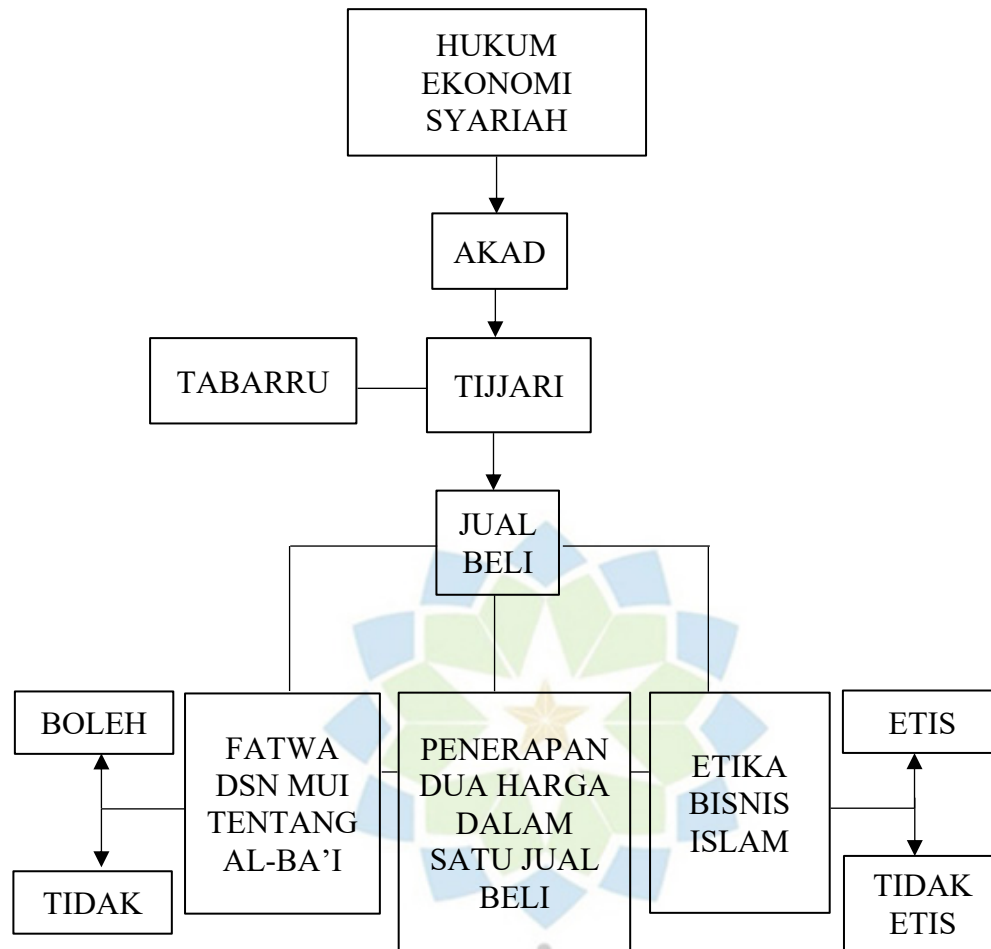 HUKUM
EKONOMI
SYARIAH
AKAD
TABARRU
TIJJARI
JUAL
BELI
BOLEH
TIDAK
FATWA
DSN MUI
TENTANG
AL-BA’I
PENERAPAN
DUA HARGA
DALAM
SATU JUAL
BELI
ETIKA
BISNIS
ISLAM
ETIS
TIDAK
ETIS